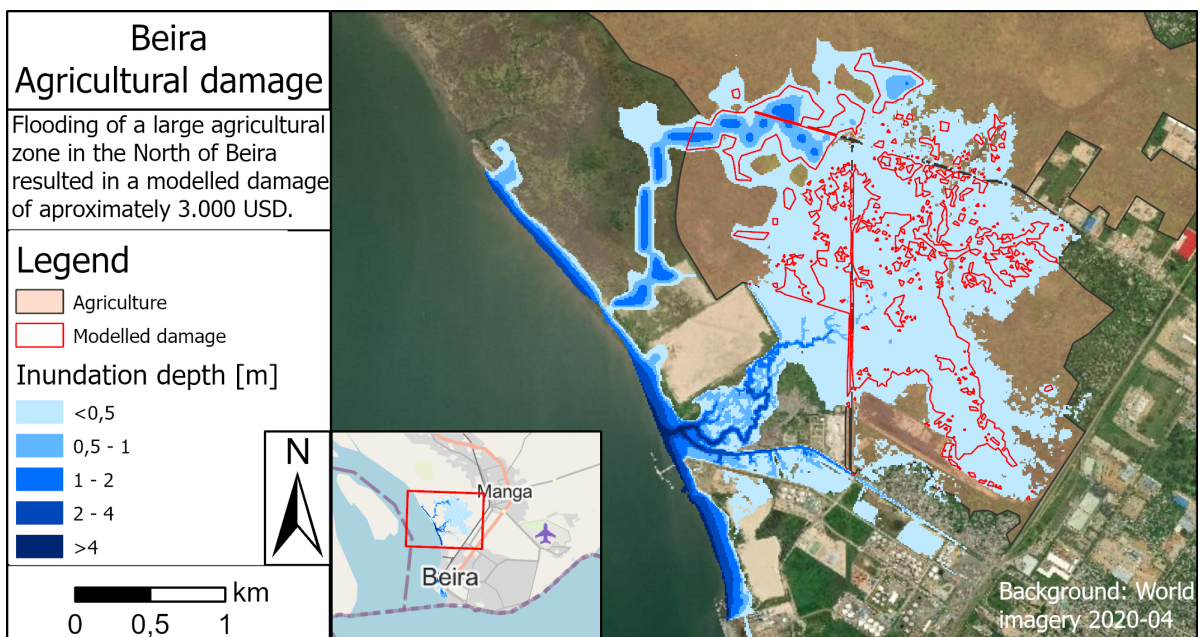 Beira
Agricultural damage
Flooding of a large agricultural
zone in the North of Beira
resulted in a modelled damage
of aproximately 3.000 USD.
Legend
Agriculture
Modelled damage
Inundation depth [m]
<0,5
0,5 - 1
1 - 2
2 - 4
>4
N
km
0 0,5 1
Manga
Beira
Background: World
imagery 2020-04